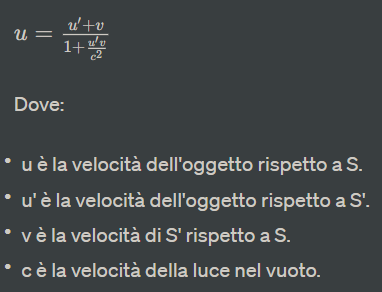 u = \frac{u'+v}{1+\frac{u'v}{c^2}}
Dove:
• u è la velocità dell'oggetto rispetto a S.
• u' è la velocità dell'oggetto rispetto a S'.
• v è la velocità di S' rispetto a S.
• c è la velocità della luce nel vuoto.